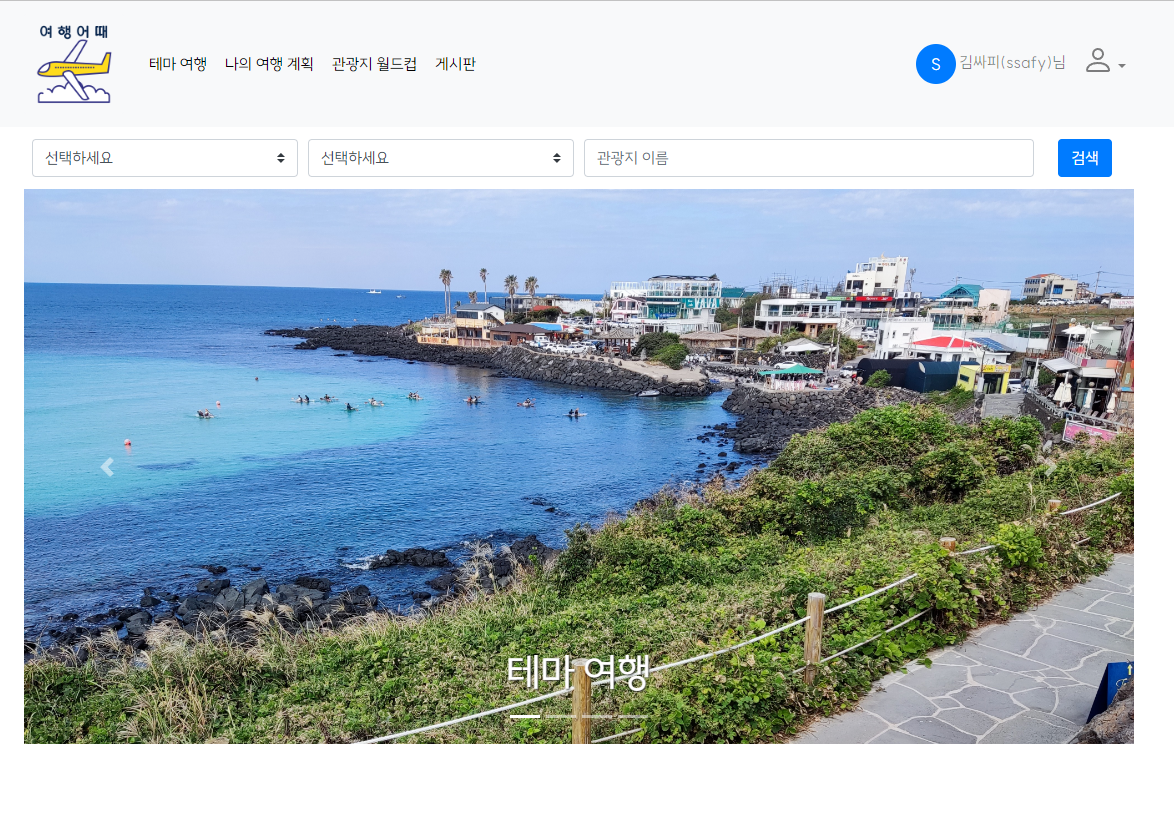 여행어때
테마 여행 나의 여행 계획 관광지 월드컵 게시판
S 김싸피(ssafy)님
선택하세요 선택하세요 관광지 이름 검색
테마 여행